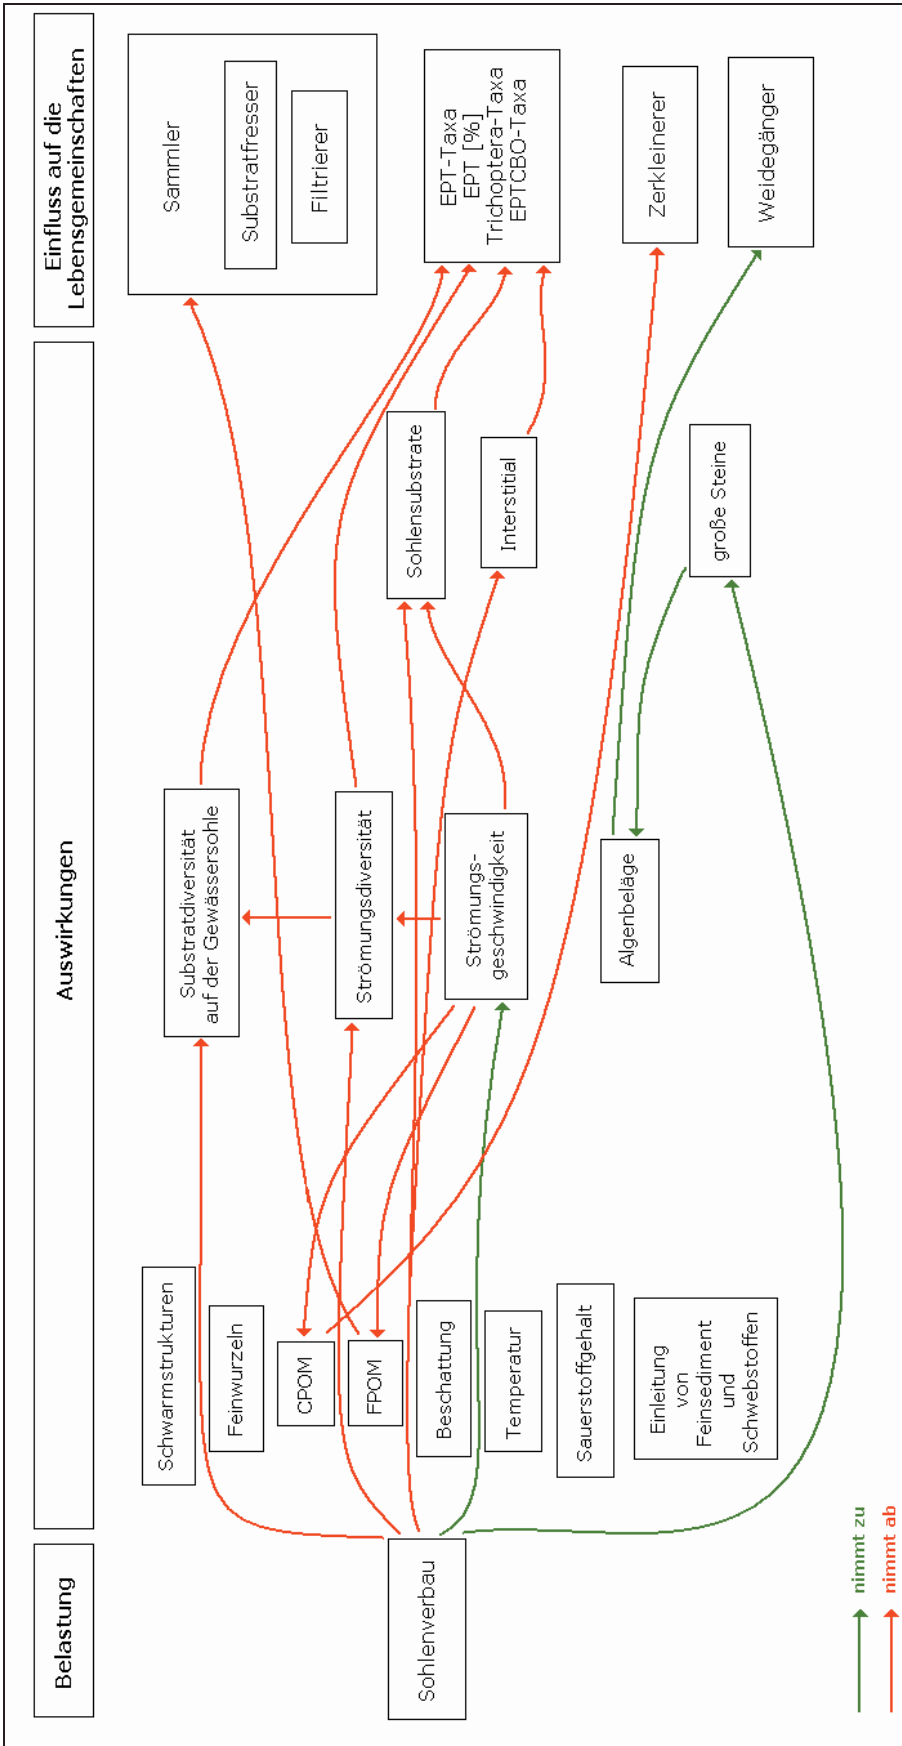 Belastung
Auswirkungen
Einfluss auf die
Lebensgemeinschaften
Sohlenverbau
Schwarmstrukturen
Feinwurzeln
CPOM
FPOM
Beschattung
Temperatur
Sauerstoffgehalt
Einleitung
von
Feinsediment
und
Schwebstoffen
Substratdiversität
auf der Gewässersohle
Strömungsdiversität
Strömungs-
geschwindigkeit
Algenbeläge
Sohlensubstrate
Interstitial
große Steine
Sammler
Substratfresser
Filtrierer
EPT-Taxa
EPT [%]
Trichoptera-Taxa
EPTCBO-Taxa
Zerkleinerer
Weidegänger
nimmt zu
nimmt ab